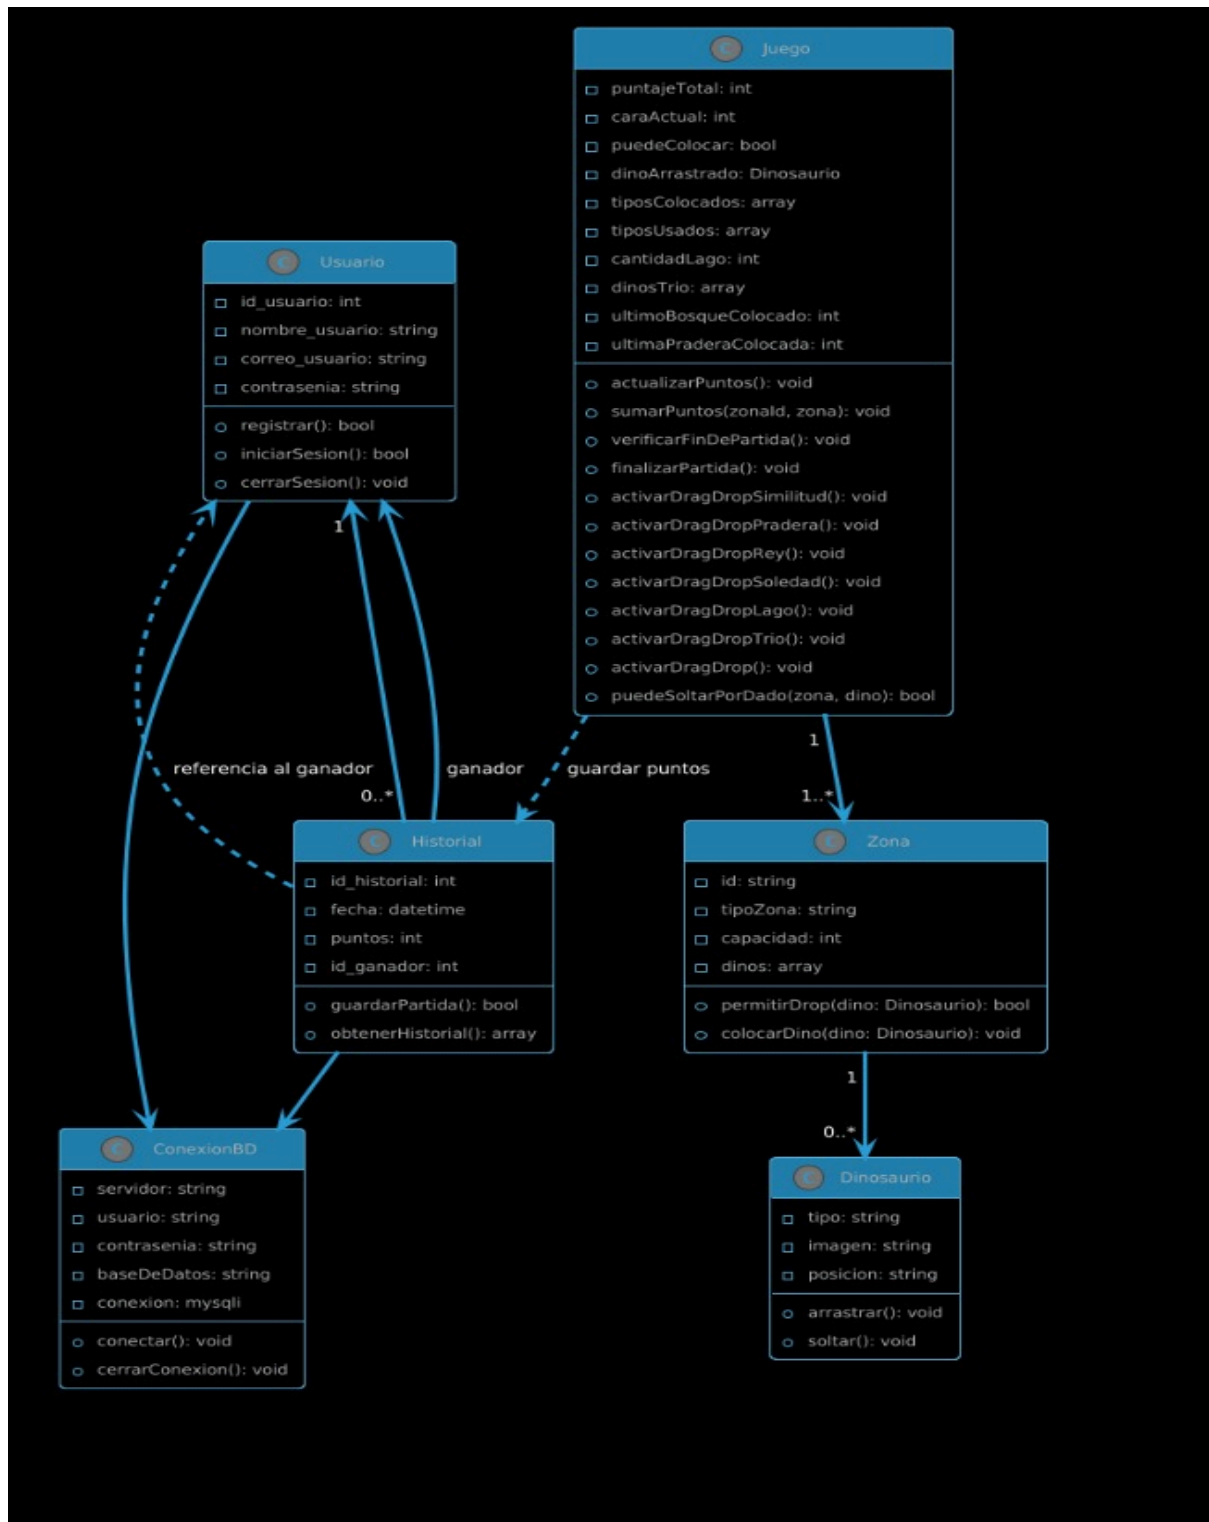 C Juego
puntajeTotal: int
caraActual: int
puedeColocar: bool
dinoArrastrado: Dinosaurio
tiposColocados: array
tiposUsados: array
cantidadLago: int
dinosTrio: array
ultimoBosqueColocado: int
ultimaPraderaColocada: int
actualizarPuntos(): void
sumarPuntos(zonaId, zona): void
verificarFinDePartida(): void
finalizarPartida(): void
activarDragDropSimilitud(): void
activarDragDropPradera(): void
activarDragDropRey(): void
activarDragDropSoledad(): void
activarDragDropLago(): void
activarDragDropTrio(): void
activarDragDrop(): void
puedeSoltarPorDado(zona, dino): bool
C Usuario
id_usuario: int
nombre_usuario: string
correo_usuario: string
contrasenia: string
registrar(): bool
iniciarSesion(): bool
cerrarSesion(): void
1
1
referencia al ganador
ganador
guardar puntos
0..*
1..*
C Historial
id_historial: int
fecha: datetime
puntos: int
id_ganador: int
guardarPartida(): bool
obtenerHistorial(): array
C Zona
id: string
tipoZona: string
capacidad: int
dinos: array
permitirDrop(dino: Dinosaurio): bool
colocarDino(dino: Dinosaurio): void
1
0..*
C ConexionBD
servidor: string
usuario: string
contrasenia: string
baseDeDatos: string
conexion: mysqli
conectar(): void
cerrarConexion(): void
C Dinosaurio
tipo: string
imagen: string
posicion: string
arrastrar(): void
soltar(): void